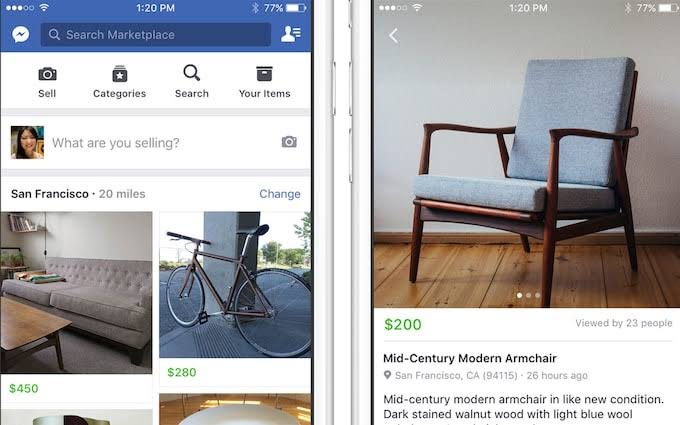 1:20 PM
77%
Search Marketplace
Sell
Categories
Search
Your Items
What are you selling?
San Francisco · 20 miles
Change
$450
$280
1:20 PM
77%
$200
Viewed by 23 people
Mid-Century Modern Armchair
San Francisco, CA (94115) · 26 hours ago
Mid-century modern armchair in like new condition.
Dark stained walnut wood with light blue wool